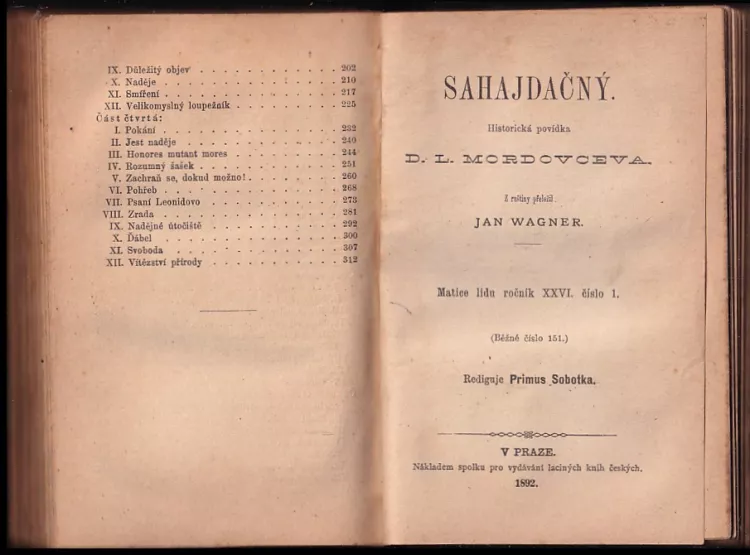 IX. Důležitý objev . . . . . . . . . . . . 202
X. Naděje . . . . . . . . . . . . 210
XI. Smíření . . . . . . . . . . . . 217
XII. Velikomyslný loupežník . . . . . . . . . 225
Část čtvrtá:
I. Pokání . . . . . . . . . . . . 232
II. Jest naděje . . . . . . . . . . . . 240
III. Honores mutant mores . . . . . . . . . 244
IV. Rozumný šašek . . . . . . . . . . . 251
V. Zachraň se, dokud možno! . . . . . . . . 260
VI. Pohřeb . . . . . . . . . . . . 268
VII. Psaní Leonidovo . . . . . . . . . . 273
VIII. Zrada . . . . . . . . . . . . 281
IX. Nadějné útočiště . . . . . . . . . . 292
X. Ďábel . . . . . . . . . . . . 300
XI. Svoboda . . . . . . . . . . . . 307
XII. Vítězství přírody . . . . . . . . . . 312
SAHAJDAČNÝ.
Historická povídka
D. L. MORDOVCEVA.
Z ruštiny přeložil
JAN WAGNER.
Matice lidu ročník XXVI. číslo 1.
(Běžné číslo 151.)
Rediguje Primus Sobotka.
V PRAZE.
Nákladem spolku pro vydávání laciných knih českých.
1892.